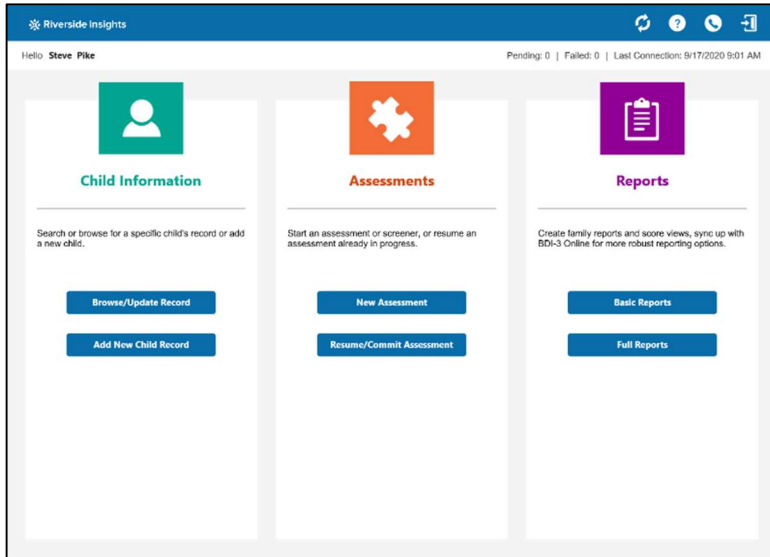 Riverside Insights
?
Hello Steve Pike
Pending: 0 | Failed: 0 | Last Connection: 9/17/2020 9:01 AM
Child Information
Search or browse for a specific child's record or add
a new child.
Browse/Update Record
Add New Child Record
Assessments
Start an assessment or screener, or resume an
assessment already in progress.
New Assessment
Resume/Commit Assessment
Reports
Create family reports and score views, sync up with
BDI-3 Online for more robust reporting options.
Basic Reports
Full Reports